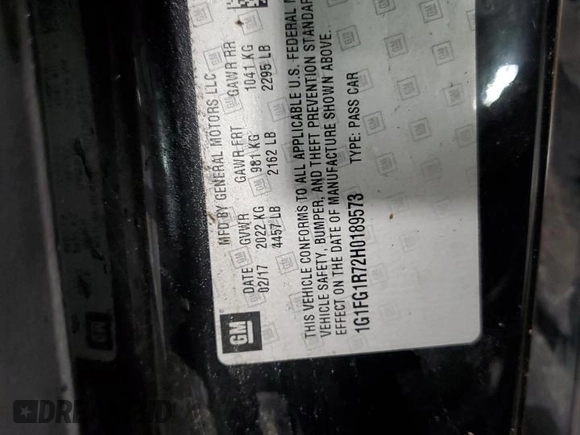 MFD BY GENERAL MOTORS LLC
DATE GVWR GAWR FRT GAWR RR
02/17 2022 KG 981 KG 1041 KG
4457 LB 2162 LB 2295 LB
THIS VEHICLE CONFORMS TO ALL APPLICABLE U.S. FEDERAL
VEHICLE SAFETY, BUMPER, AND THEFT PREVENTION
EFFECT ON THE DATE OF MANUFACTURE SHOWN ABOVE.
1G1FG1R72H0189573 TYPE: PASS CAR
GM